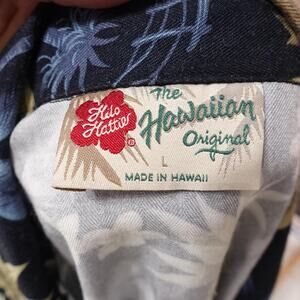 Hilo
Hattie
®
The
Hawaiian
Original
L
MADE IN HAWAII